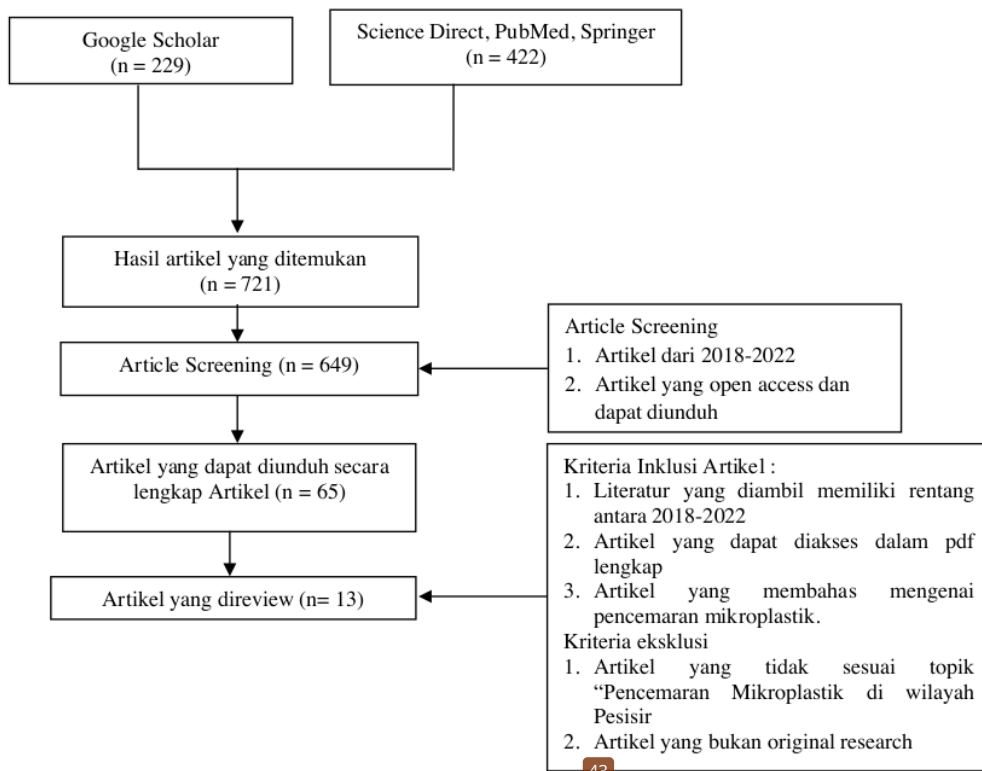 Google Scholar
(n = 229)
Science Direct, PubMed, Springer
(n = 422)
Hasil artikel yang ditemukan
(n = 721)
Article Screening (n = 649)
Article Screening
1. Artikel dari 2018-2022
2. Artikel yang open access dan
dapat diunduh
Artikel yang dapat diunduh secara
lengkap Artikel (n = 65)
Artikel yang direview (n= 13)
Kriteria Inklusi Artikel :
1. Literatur yang diambil memiliki rentang
antara 2018-2022
2. Artikel yang dapat diakses dalam pdf
lengkap
3. Artikel yang membahas mengenai
pencemaran mikroplastik.
Kriteria eksklusi
1. Artikel yang tidak sesuai topik
“Pencemaran Mikroplastik di wilayah
Pesisir
2. Artikel yang bukan original research